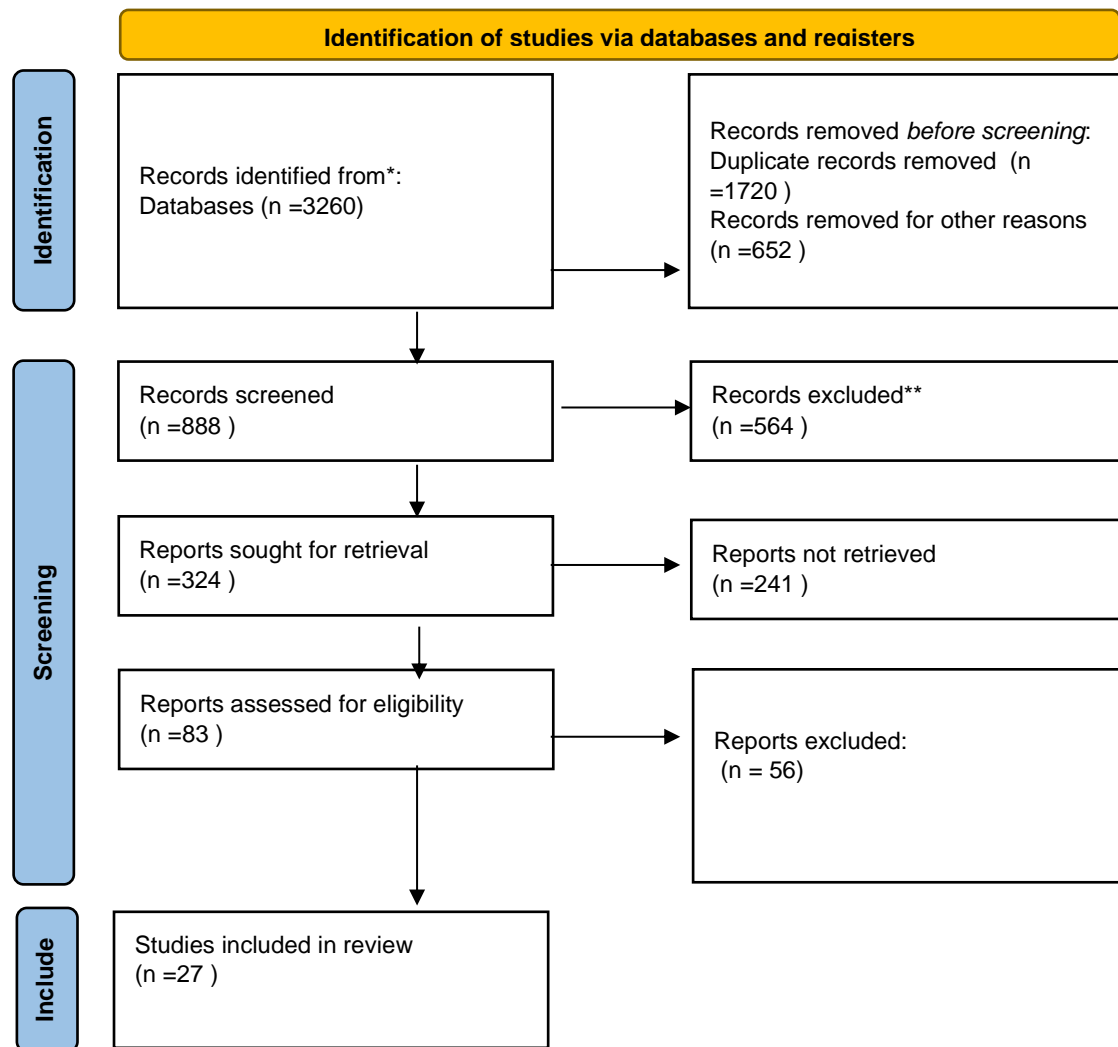 Identification of studies via databases and registers
Identification
Records identified from*:
Databases (n =3260)
Records removed before screening:
Duplicate records removed  (n
=1720 )
Records removed for other reasons
(n =652 )
Screening
Records screened
(n =888 )
Records excluded**
(n =564 )
Reports sought for retrieval
(n =324 )
Reports not retrieved
(n =241 )
Reports assessed for eligibility
(n =83 )
Reports excluded:
(n = 56)
Include
Studies included in review
(n =27 )